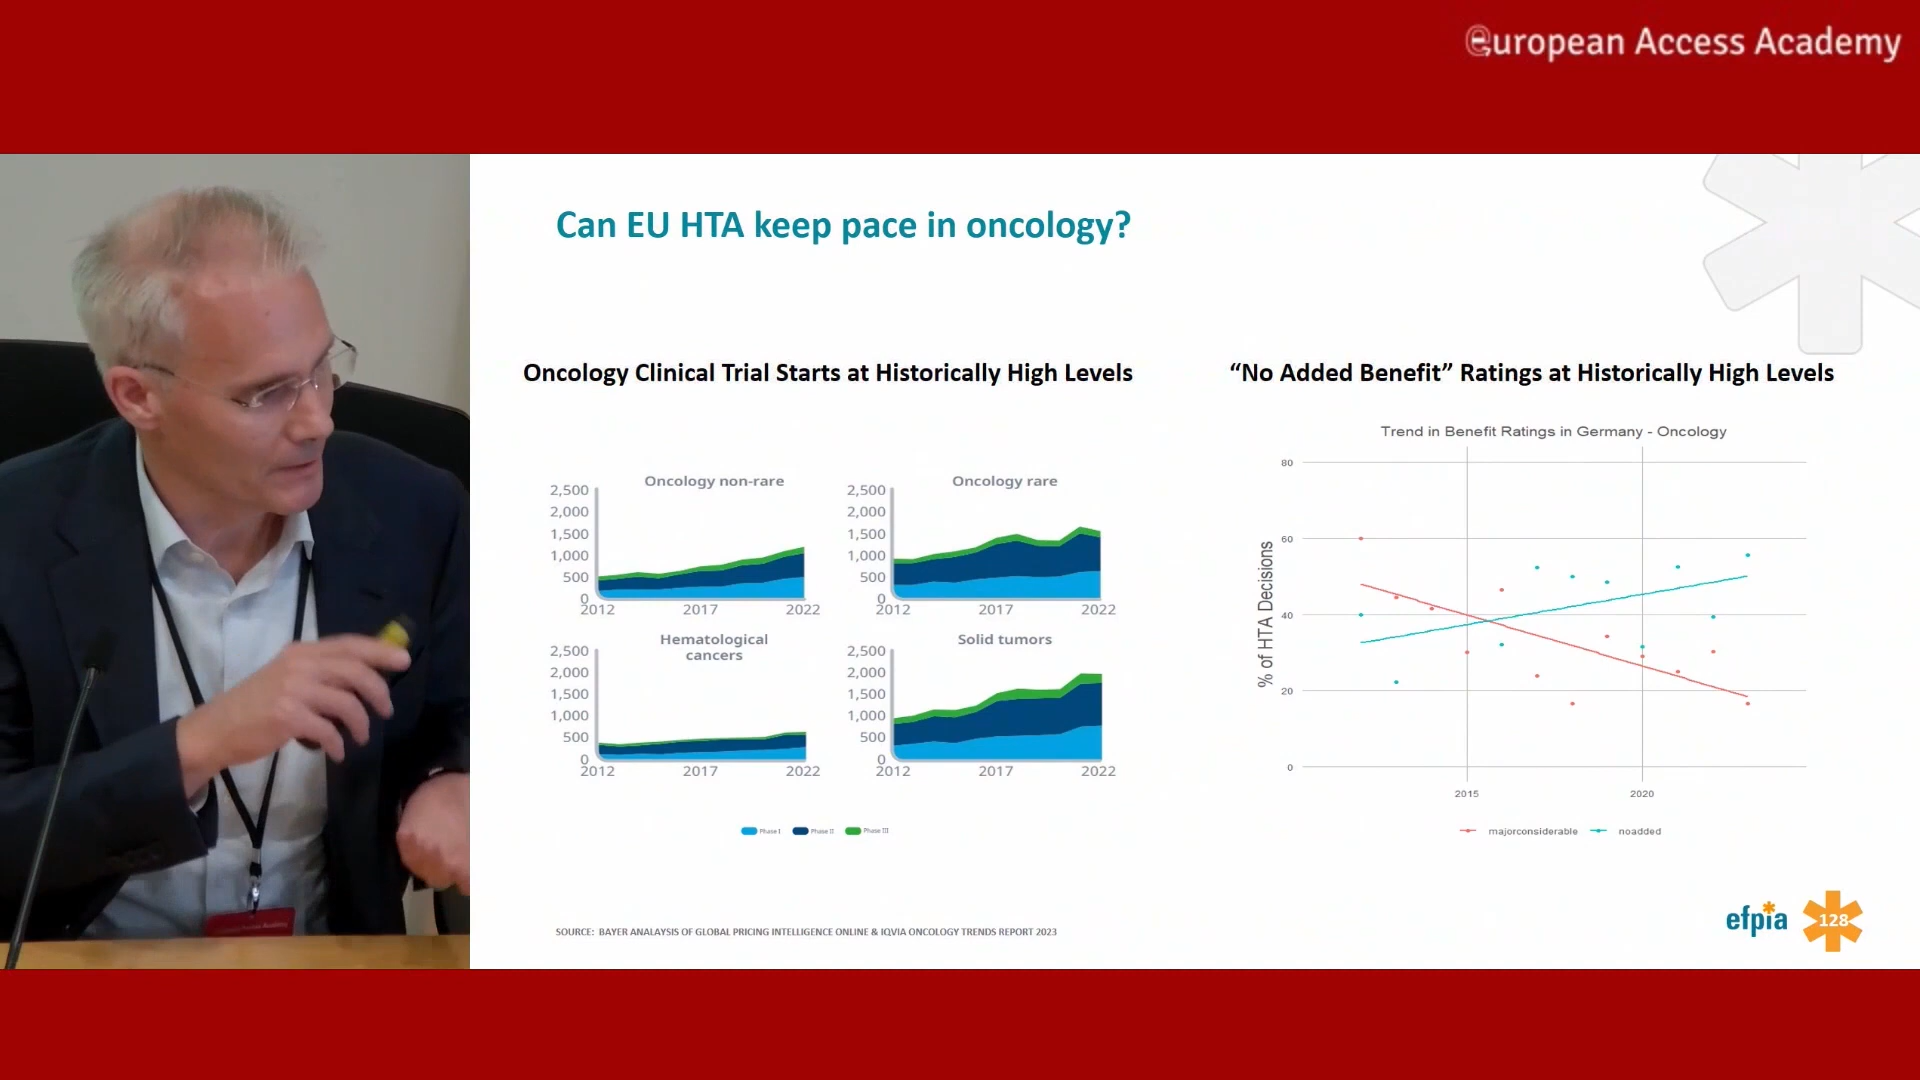 European Access Academy
Can EU HTA keep pace in oncology?
Oncology Clinical Trial Starts at Historically High Levels
Oncology non-rare
2,500
2,000
1,500
1,000
500
0
2012 2017 2022
Oncology rare
2,500
2,000
1,500
1,000
500
0
2012 2017 2022
Hematological
cancers
2,500
2,000
1,500
1,000
500
0
2012 2017 2022
Solid tumors
2,500
2,000
1,500
1,000
500
0
2012 2017 2022
Phase I Phase II Phase III
“No Added Benefit” Ratings at Historically High Levels
Trend in Benefit Ratings in Germany - Oncology
% of HTA Decisions
80
60
40
20
0
2015 2020
majorconsiderable noadded
SOURCE: BAYER ANALAYSIS OF GLOBAL PRICING INTELLIGENCE ONLINE & IQVIA ONCOLOGY TRENDS REPORT 2023
efpia
128